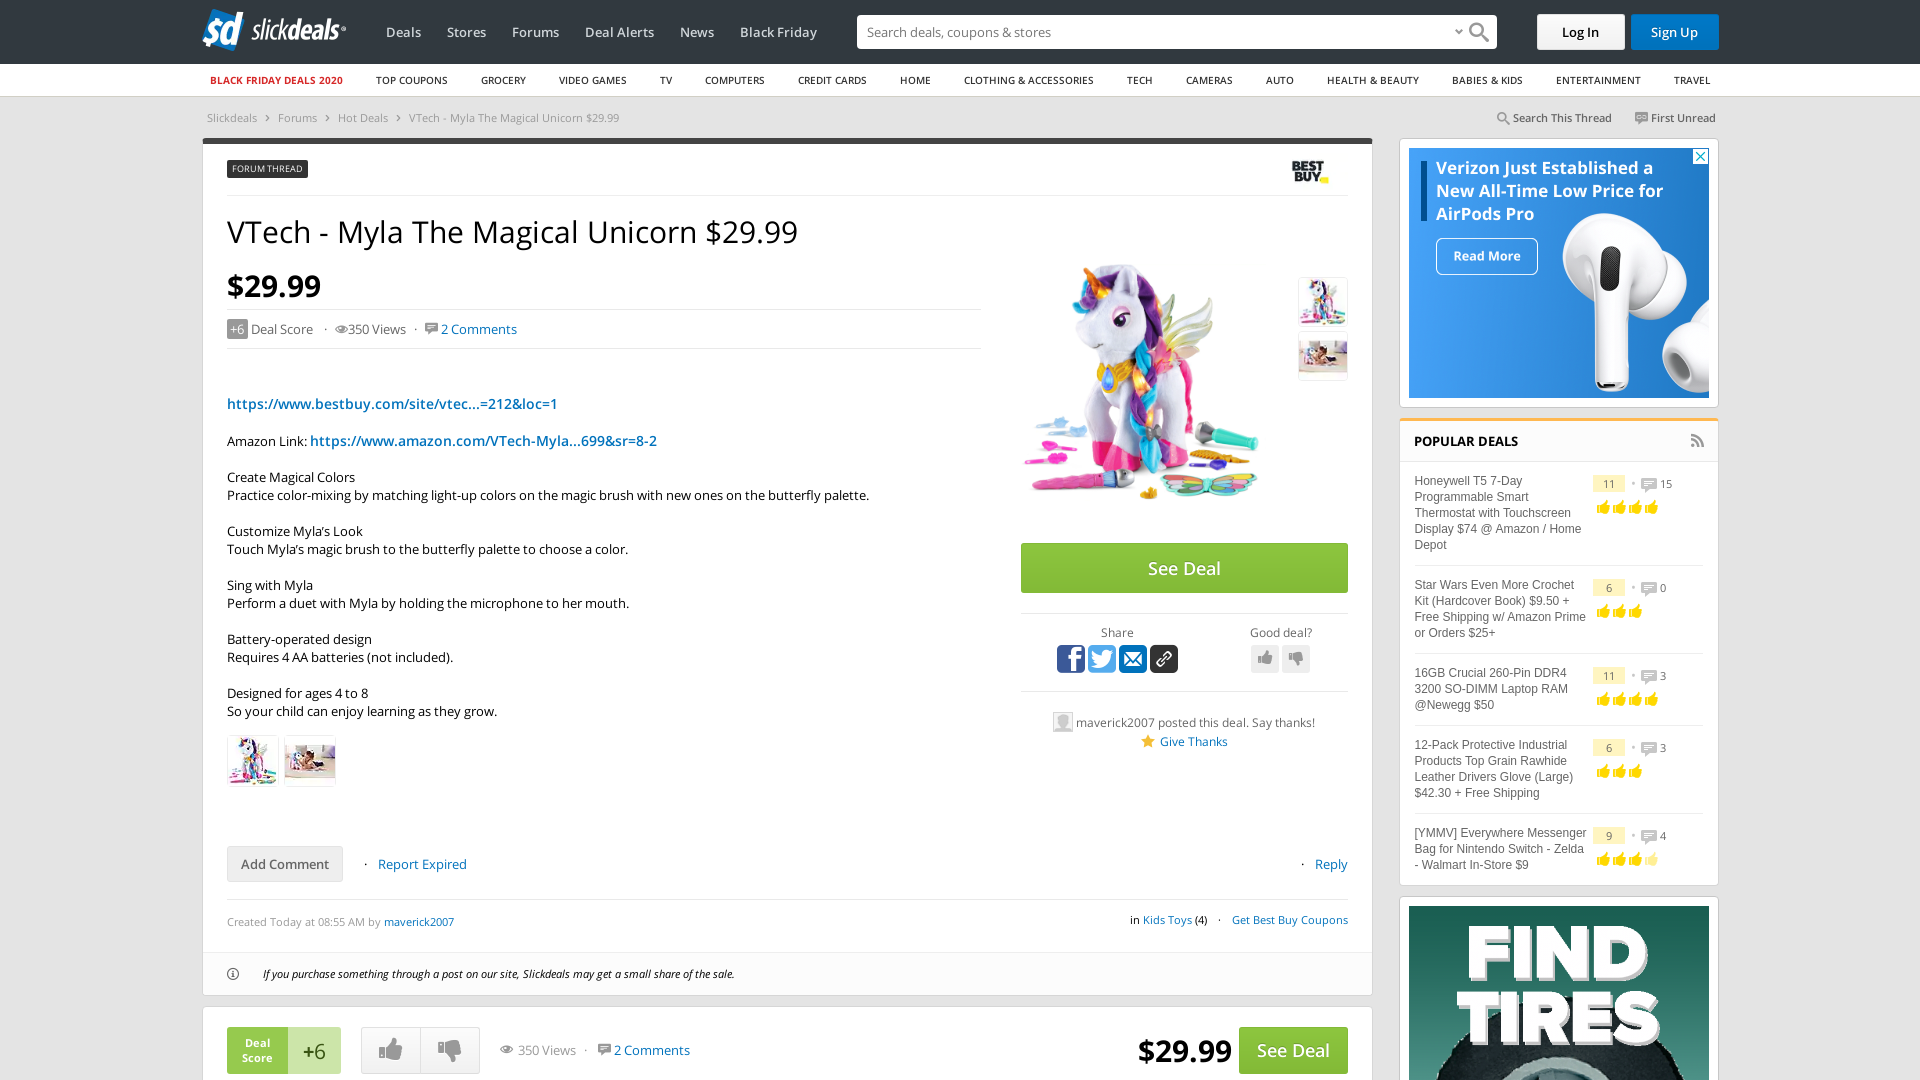 slickdeals
Deals
Stores
Forums
Deal Alerts
News
Black Friday
Search deals, coupons & stores
Log In
Sign Up
BLACK FRIDAY DEALS 2020
TOP COUPONS
GROCERY
VIDEO GAMES
TV
COMPUTERS
CREDIT CARDS
HOME
CLOTHING & ACCESSORIES
TECH
CAMERAS
AUTO
HEALTH & BEAUTY
BABIES & KIDS
ENTERTAINMENT
TRAVEL
Slickdeals > Forums > Hot Deals > VTech - Myla The Magical Unicorn $29.99
Search This Thread
First Unread
FORUM THREAD
BEST
BUY
VTech - Myla The Magical Unicorn $29.99
$29.99
+6 Deal Score · 350 Views · 2 Comments
https://www.bestbuy.com/site/vtec...=212&loc=1
Amazon Link: https://www.amazon.com/VTech-Myla...699&sr=8-2
Create Magical Colors
Practice color-mixing by matching light-up colors on the magic brush with new ones on the butterfly palette.
Customize Myla’s Look
Touch Myla’s magic brush to the butterfly palette to choose a color.
Sing with Myla
Perform a duet with Myla by holding the microphone to her mouth.
Battery-operated design
Requires 4 AA batteries (not included).
Designed for ages 4 to 8
So your child can enjoy learning as they grow.
See Deal
Share
Good deal?
maverick2007 posted this deal. Say thanks!
Give Thanks
Add Comment · Report Expired
· Reply
Created Today at 08:55 AM by maverick2007
in Kids Toys (4) · Get Best Buy Coupons
If you purchase something through a post on our site, Slickdeals may get a small share of the sale.
Deal
Score
+6
350 Views · 2 Comments
$29.99
See Deal
Verizon Just Established a
New All-Time Low Price for
AirPods Pro
Read More
POPULAR DEALS
Honeywell T5 7-Day
Programmable Smart
Thermostat with Touchscreen
Display $74 @ Amazon / Home
Depot
11 • 15
Star Wars Even More Crochet
Kit (Hardcover Book) $9.50 +
Free Shipping w/ Amazon Prime
or Orders $25+
6 • 0
16GB Crucial 260-Pin DDR4
3200 SO-DIMM Laptop RAM
@Newegg $50
11 • 3
12-Pack Protective Industrial
Products Top Grain Rawhide
Leather Drivers Glove (Large)
$42.30 + Free Shipping
6 • 3
[YMMV] Everywhere Messenger
Bag for Nintendo Switch - Zelda
- Walmart In-Store $9
9 • 4
FIND
TIRES